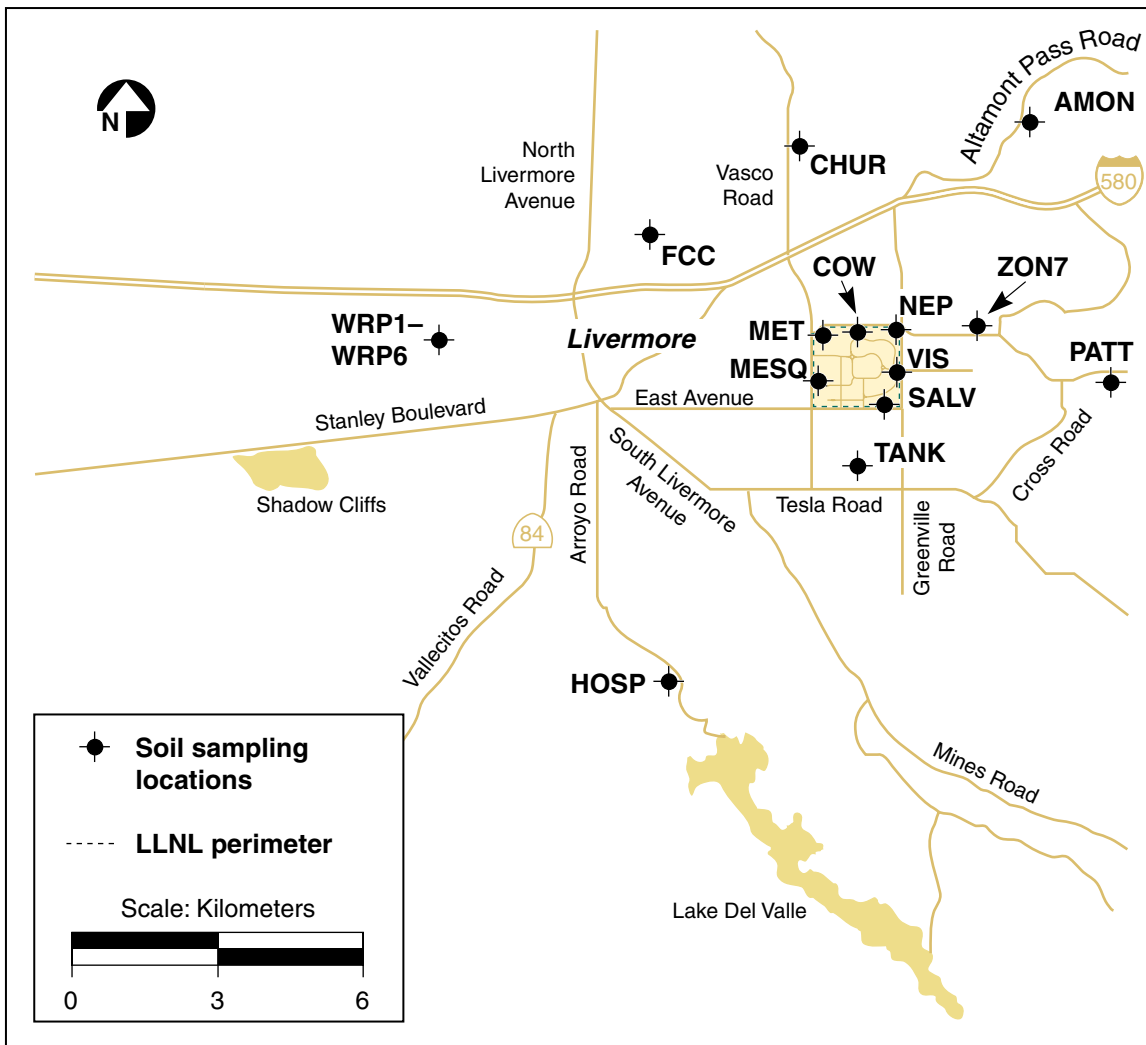 Altamont Pass Road
AMON
N
North
Livermore
Avenue
Vasco
Road
CHUR
580
FCC
COW
ZON7
NEP
WRP1–
WRP6
Livermore
MET
VIS
PATT
MESQ
SALV
East Avenue
Stanley Boulevard
TANK
Cross Road
South Livermore
Avenue
Shadow Cliffs
Tesla Road
84
Arroyo Road
Greenville
Road
Vallecitos Road
HOSP
Soil sampling
locations
Mines Road
LLNL perimeter
Scale: Kilometers
Lake Del Valle
0 3 6